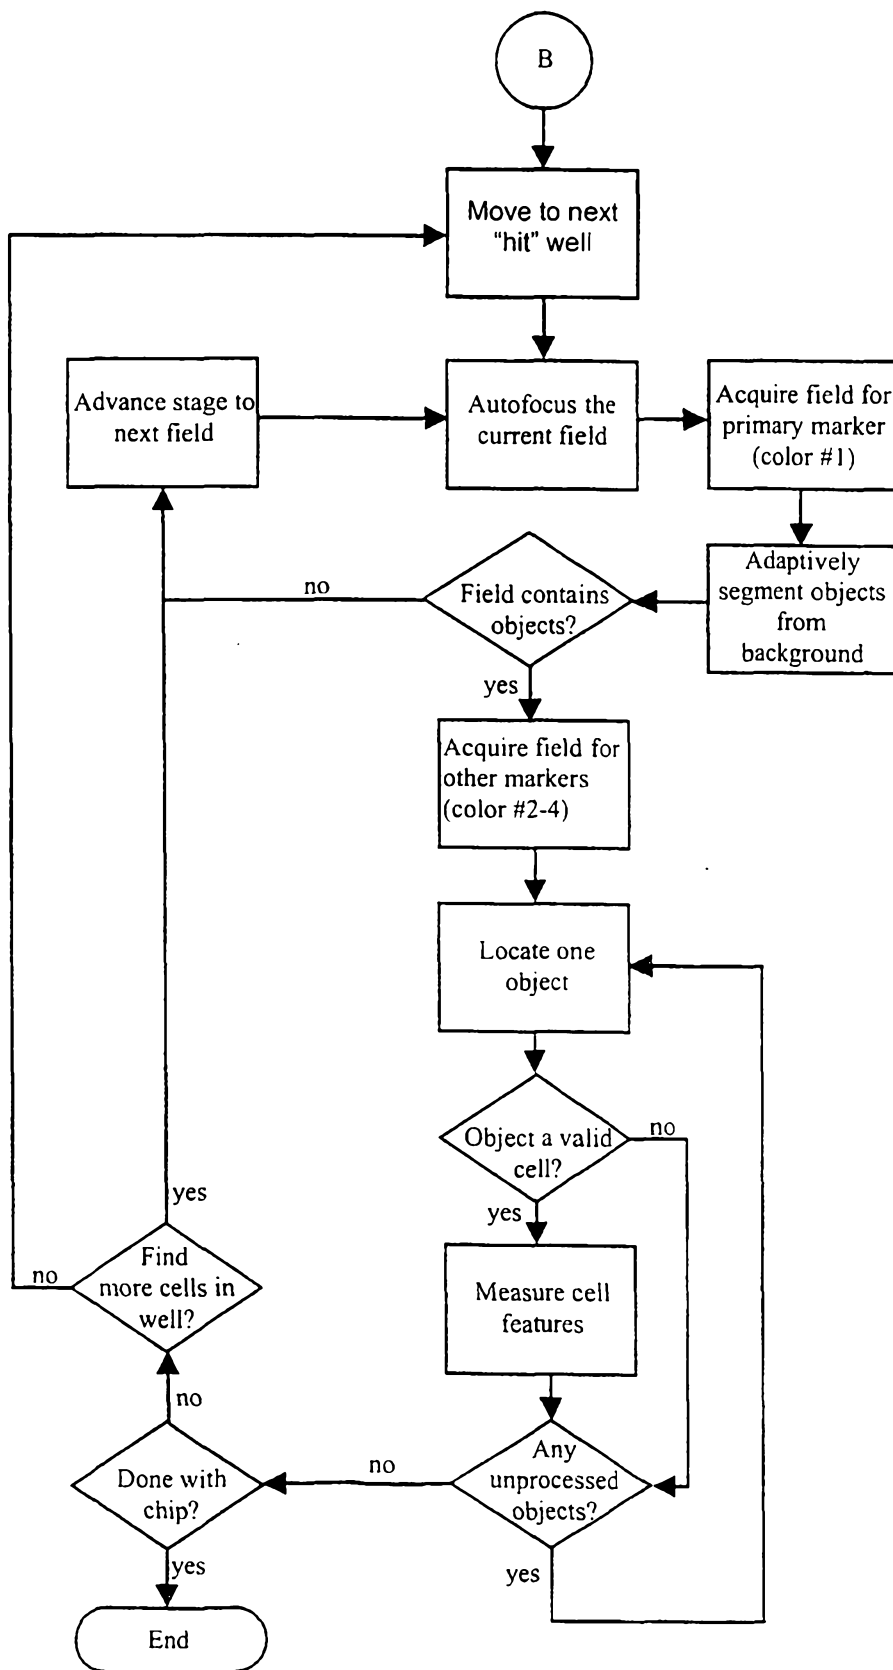 B
Move to next
"hit" well
Advance stage to
next field
Autofocus the
current field
Acquire field for
primary marker
(color #1)
Adaptively
segment objects
from
background
Field contains
objects?
no
yes
Acquire field for
other markers
(color #2-4)
Locate one
object
Object a valid
cell?
no
yes
Measure cell
features
Any
unprocessed
objects?
no
yes
Done with
chip?
no
yes
Find
more cells in
well?
yes
no
End